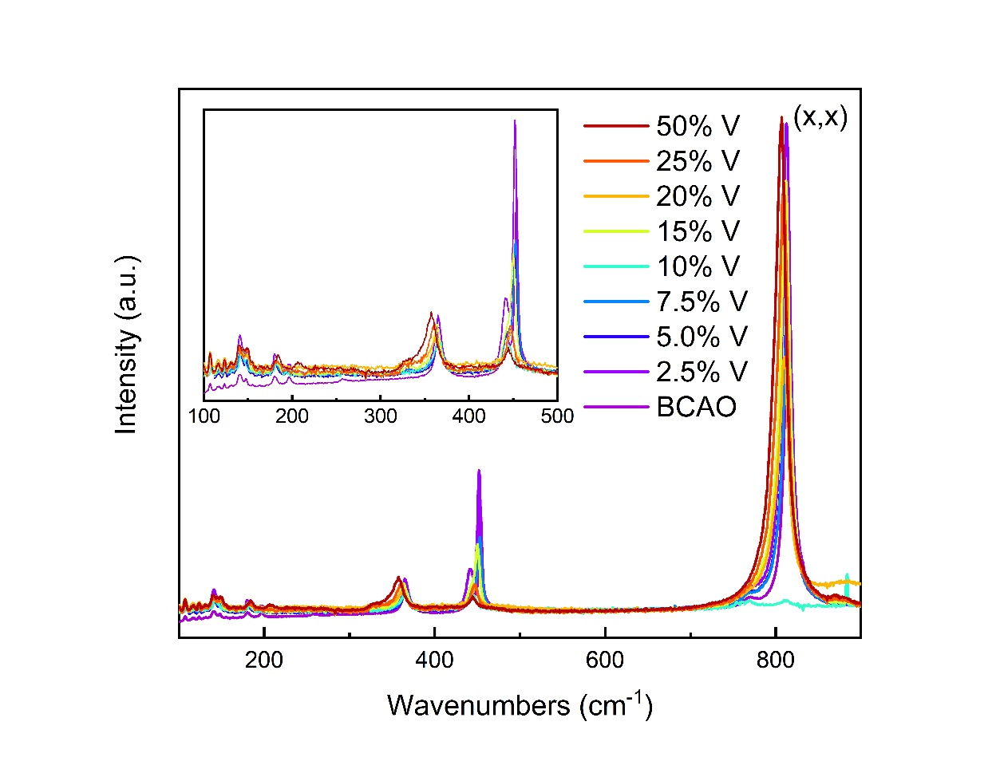 (x,x)
50% V
25% V
20% V
15% V
10% V
7.5% V
5.0% V
2.5% V
BCAO
100 200 300 400 500
Intensity (a.u.)
200 400 600 800
Wavenumbers (cm⁻¹)